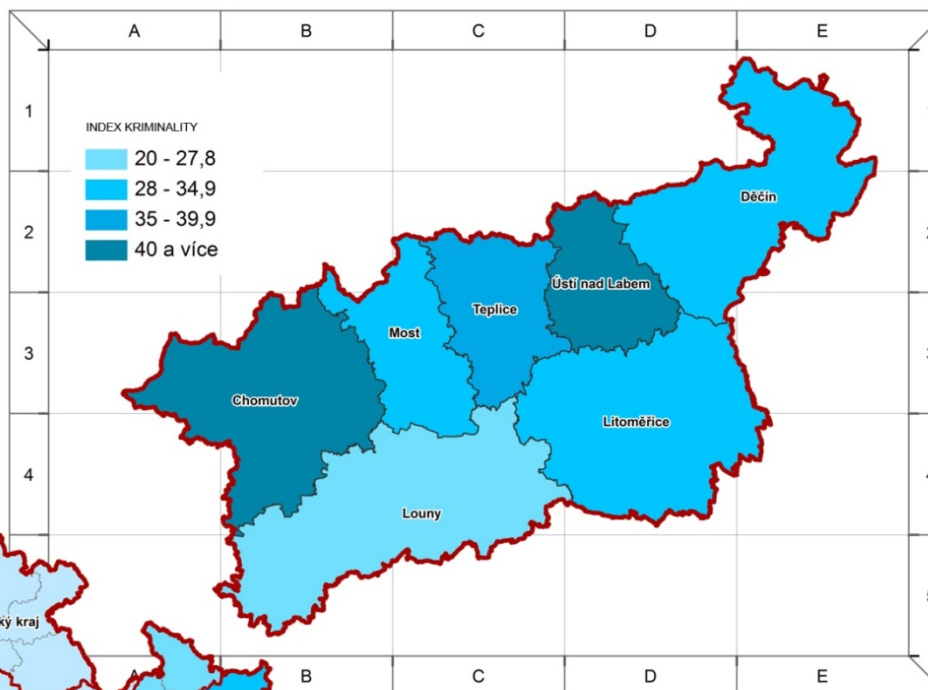 A B C D E
1
INDEX KRIMINALITY
20 - 27,8
28 - 34,9
35 - 39,9
40 a více
Děčín
2
Ústí nad Labem
Teplice
Most
3
Chomutov
Litoměřice
4
Louny
ký kraj
A B C D E